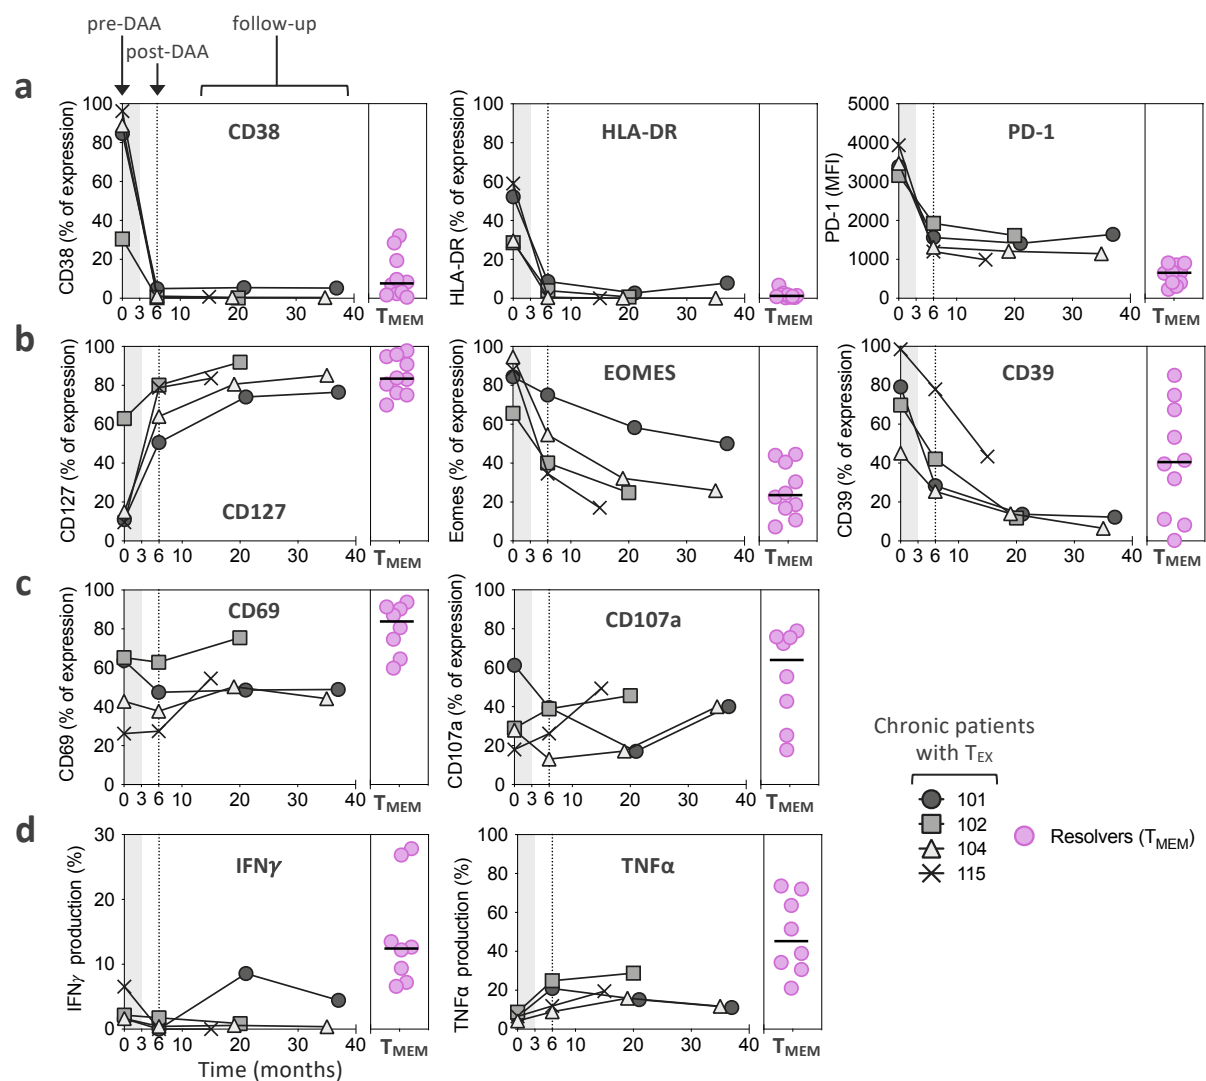 pre-DAA
follow-up
post-DAA
a
CD38 (% of expression)
100
80
60
40
20
0
CD38
0 3 6 10 20 30 40
TMEM
HLA-DR (% of expression)
100
80
60
40
20
0
HLA-DR
0 3 6 10 20 30 40
TMEM
PD-1 (MFI)
5000
4000
3000
2000
1000
0
PD-1
0 3 6 10 20 30 40
TMEM
b
CD127 (% of expression)
100
80
60
40
20
0
CD127
0 3 6 10 20 30 40
TMEM
Eomes (% of expression)
100
80
60
40
20
0
EOMES
0 3 6 10 20 30 40
TMEM
CD39 (% of expression)
100
80
60
40
20
0
CD39
0 3 6 10 20 30 40
TMEM
c
CD69 (% of expression)
100
80
60
40
20
0
CD69
0 3 6 10 20 30 40
TMEM
CD107a (% of expression)
100
80
60
40
20
0
CD107a
0 3 6 10 20 30 40
TMEM
Chronic patients
with TEX
101
102
104
115
Resolvers (TMEM)
d
IFNγ production (%)
30
20
10
0
IFNγ
0 3 6 10 20 30 40
TMEM
Time (months)
TNFα production (%)
100
80
60
40
20
0
TNFα
0 3 6 10 20 30 40
TMEM